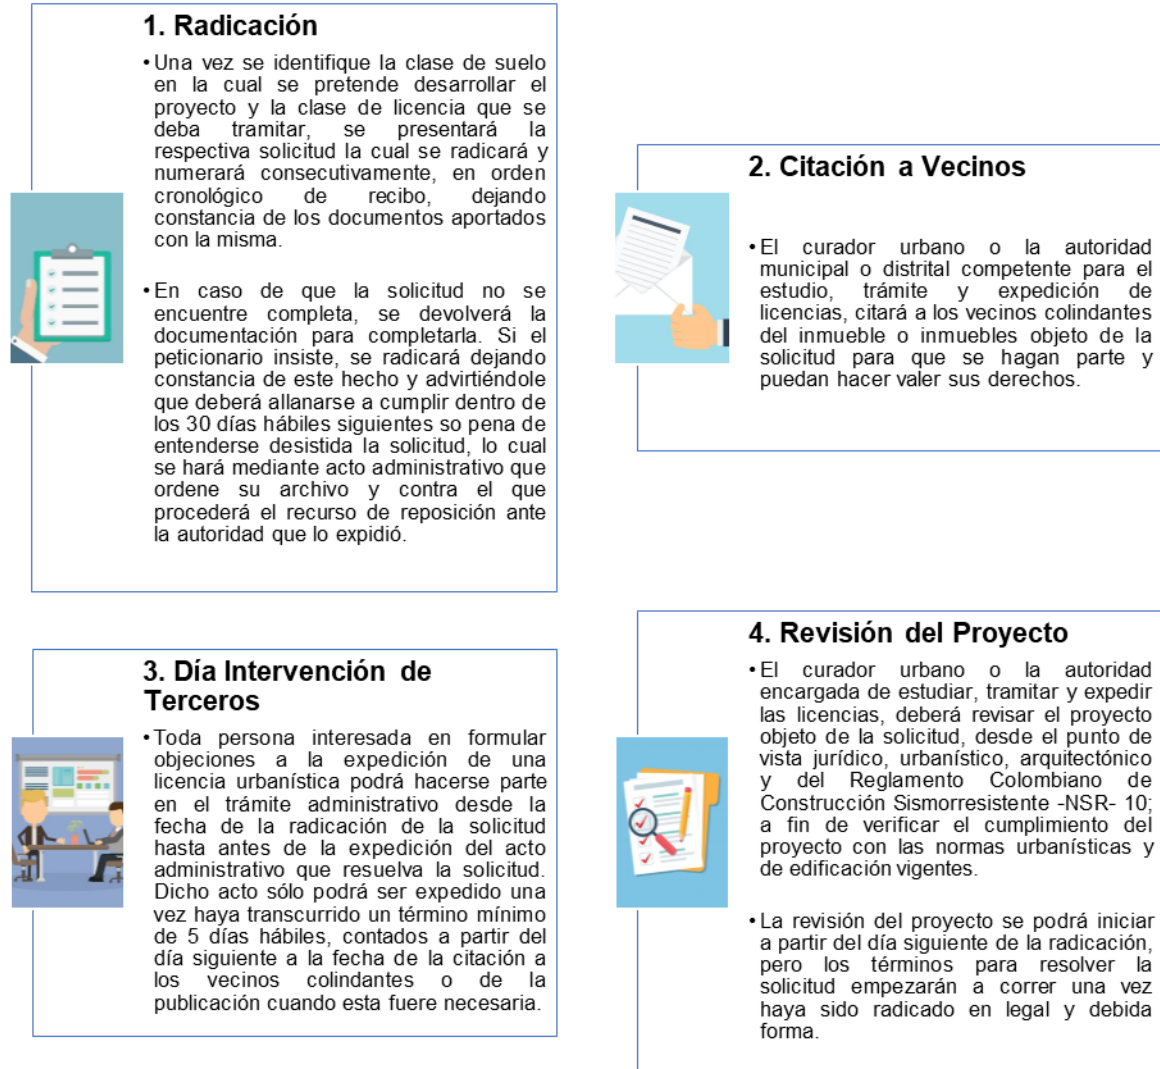 1. Radicación
•Una vez se identifique la clase de suelo
en la cual se pretende desarrollar el
proyecto y la clase de licencia que se
deba tramitar, se presentará la
respectiva solicitud la cual se radicará y
numerará consecutivamente, en orden
cronológico de recibo, dejando
constancia de los documentos aportados
con la misma.
•En caso de que la solicitud no se
encuentre completa, se devolverá la
documentación para completarla. Si el
peticionario insiste, se radicará dejando
constancia de este hecho y advirtiéndole
que deberá allanarse a cumplir dentro de
los 30 días hábiles siguientes so pena de
entenderse desistida la solicitud, lo cual
se hará mediante acto administrativo que
ordene su archivo y contra el que
procederá el recurso de reposición ante
la autoridad que lo expidió.
2. Citación a Vecinos
•El curador urbano o la autoridad
municipal o distrital competente para el
estudio, trámite y expedición de
licencias, citará a los vecinos colindantes
del inmueble o inmuebles objeto de la
solicitud para que se hagan parte y
puedan hacer valer sus derechos.
3. Día Intervención de
Terceros
•Toda persona interesada en formular
objeciones a la expedición de una
licencia urbanística podrá hacerse parte
en el trámite administrativo desde la
fecha de la radicación de la solicitud
hasta antes de la expedición del acto
administrativo que resuelva la solicitud.
Dicho acto sólo podrá ser expedido una
vez haya transcurrido un término mínimo
de 5 días hábiles, contados a partir del
día siguiente a la fecha de la citación a
los vecinos colindantes o de la
publicación cuando esta fuere necesaria.
4. Revisión del Proyecto
•El curador urbano o la autoridad
encargada de estudiar, tramitar y expedir
las licencias, deberá revisar el proyecto
objeto de la solicitud, desde el punto de
vista jurídico, urbanístico, arquitectónico
y del Reglamento Colombiano de
Construcción Sismorresistente -NSR- 10;
a fin de verificar el cumplimiento del
proyecto con las normas urbanísticas y
de edificación vigentes.
•La revisión del proyecto se podrá iniciar
a partir del día siguiente de la radicación,
pero los términos para resolver la
solicitud empezarán a correr una vez
haya sido radicado en legal y debida
forma.